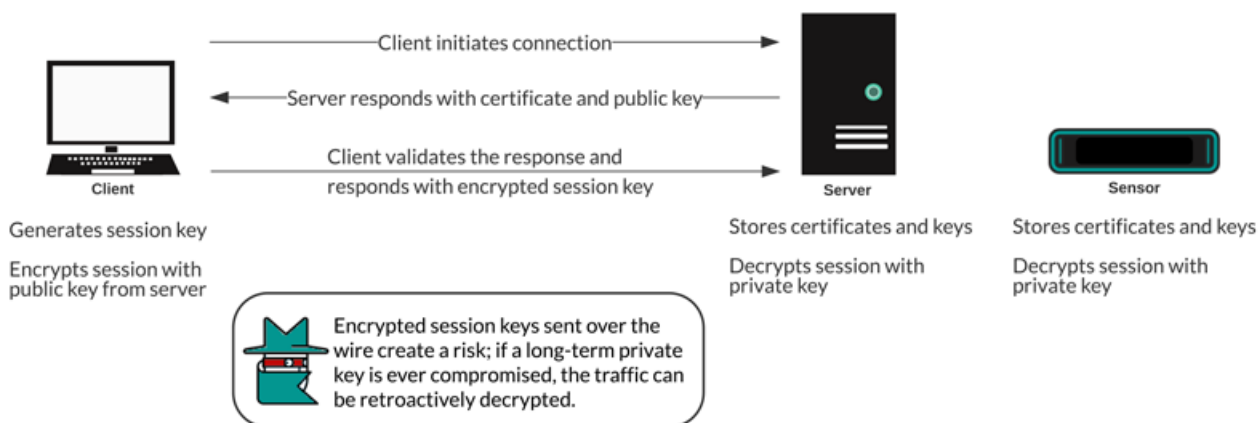 Client initiates connection
Server responds with certificate and public key
Client validates the response and
responds with encrypted session key
Client
Server
Sensor
Generates session key
Encrypts session with
public key from server
Stores certificates and keys
Decrypts session with
private key
Stores certificates and keys
Decrypts session with
private key
Encrypted session keys sent over the
wire create a risk; if a long-term private
key is ever compromised, the traffic can
be retroactively decrypted.